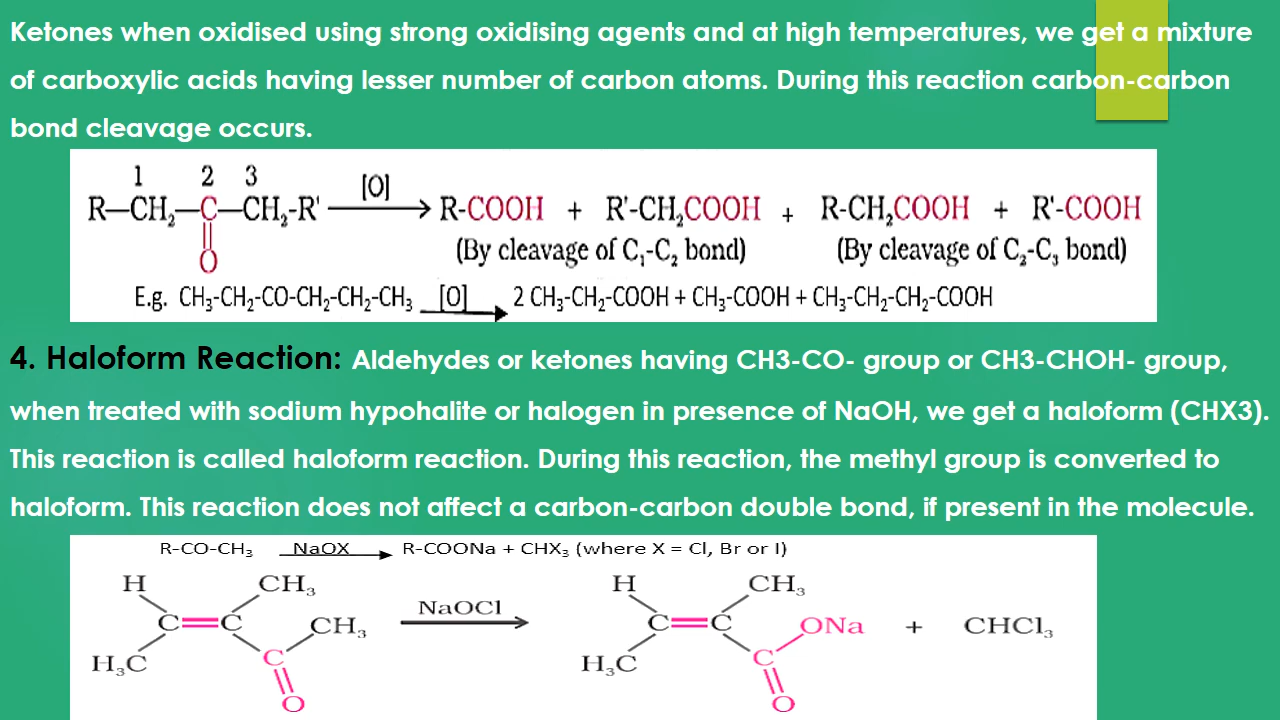 Ketones when oxidised using strong oxidising agents and at high temperatures, we get a mixture
of carboxylic acids having lesser number of carbon atoms. During this reaction carbon-carbon
bond cleavage occurs.
1 2 3
R—CH₂—C—CH₂-R' [O] → R-COOH + R'-CH₂COOH + R-CH₂COOH + R'-COOH
O
(By cleavage of C₁-C₂ bond) (By cleavage of C₂-C₃ bond)
E.g. CH₃-CH₂-CO-CH₂-CH₂-CH₃ [O] → 2 CH₃-CH₂-COOH + CH₃-COOH + CH₃-CH₂-CH₂-COOH
4. Haloform Reaction: Aldehydes or ketones having CH3-CO- group or CH3-CHOH- group,
when treated with sodium hypohalite or halogen in presence of NaOH, we get a haloform (CHX3).
This reaction is called haloform reaction. During this reaction, the methyl group is converted to
haloform. This reaction does not affect a carbon-carbon double bond, if present in the molecule.
R-CO-CH₃ NaOX → R-COONa + CHX₃ (where X = Cl, Br or I)
H CH₃ H CH₃
C=C CH₃ NaOCl → C=C ONa + CHCl₃
H₃C C H₃C C
O O